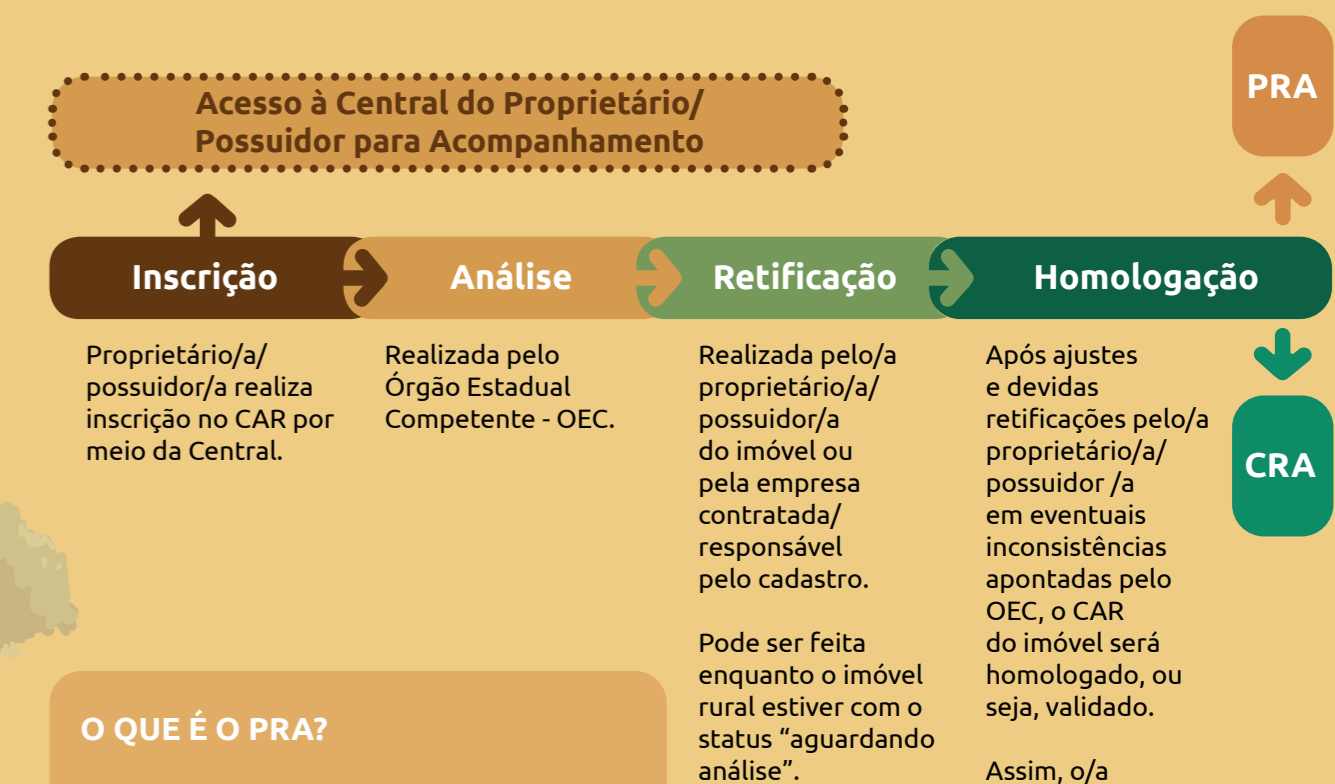 PRA
Acesso à Central do Proprietário/
Possuidor para Acompanhamento
Inscrição
Análise
Retificação
Homologação
Proprietário/a/
possuidor/a realiza
inscrição no CAR por
meio da Central.
Realizada pelo
Órgão Estadual
Competente - OEC.
Realizada pelo/a
proprietário/a/
possuidor/a
do imóvel ou
pela empresa
contratada/
responsável
pelo cadastro.
Pode ser feita
enquanto o imóvel
rural estiver com o
status “aguardando
análise”.
Após ajustes
e devidas
retificações pelo/a
proprietário/a/
possuidor /a
em eventuais
inconsistências
apontadas pelo
OEC, o CAR
do imóvel será
homologado, ou
seja, validado.
Assim, o/a
CRA
O QUE É O PRA?